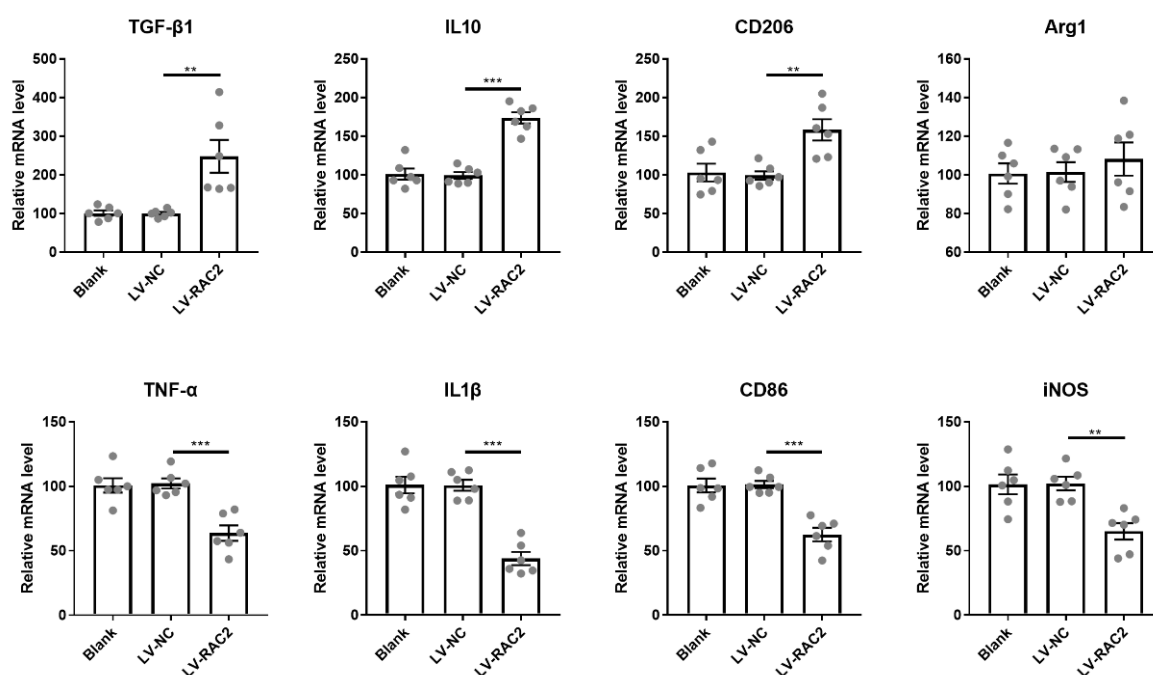 TGF-β1
IL10
CD206
Arg1
Relative mRNA level
500
400
300
200
100
0
**
Blank
LV-NC
LV-RAC2
Relative mRNA level
250
200
150
100
50
0
***
Blank
LV-NC
LV-RAC2
Relative mRNA level
250
200
150
100
50
0
**
Blank
LV-NC
LV-RAC2
Relative mRNA level
160
140
120
100
80
60
Blank
LV-NC
LV-RAC2
TNF-α
IL1β
CD86
iNOS
Relative mRNA level
150
100
50
0
***
Blank
LV-NC
LV-RAC2
Relative mRNA level
150
100
50
0
***
Blank
LV-NC
LV-RAC2
Relative mRNA level
150
100
50
0
***
Blank
LV-NC
LV-RAC2
Relative mRNA level
150
100
50
0
**
Blank
LV-NC
LV-RAC2